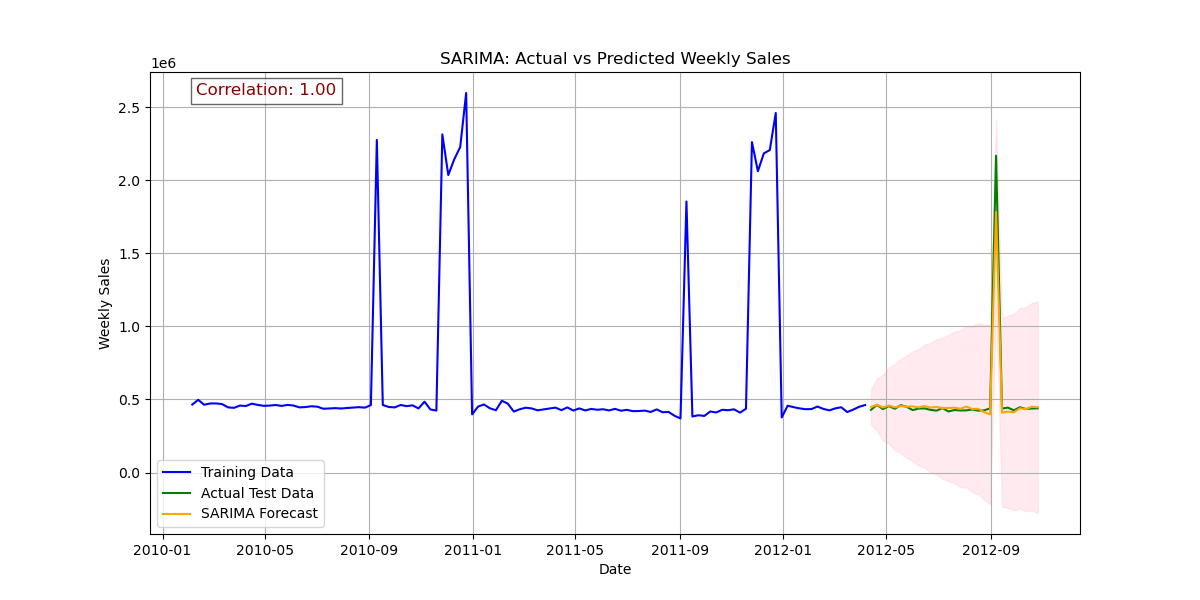 SARIMA: Actual vs Predicted Weekly Sales
1e6
Correlation: 1.00
2.5
2.0
1.5
1.0
0.5
0.0
Weekly Sales
Training Data
Actual Test Data
SARIMA Forecast
2010-01 2010-05 2010-09 2011-01 2011-05 2011-09 2012-01 2012-05 2012-09
Date